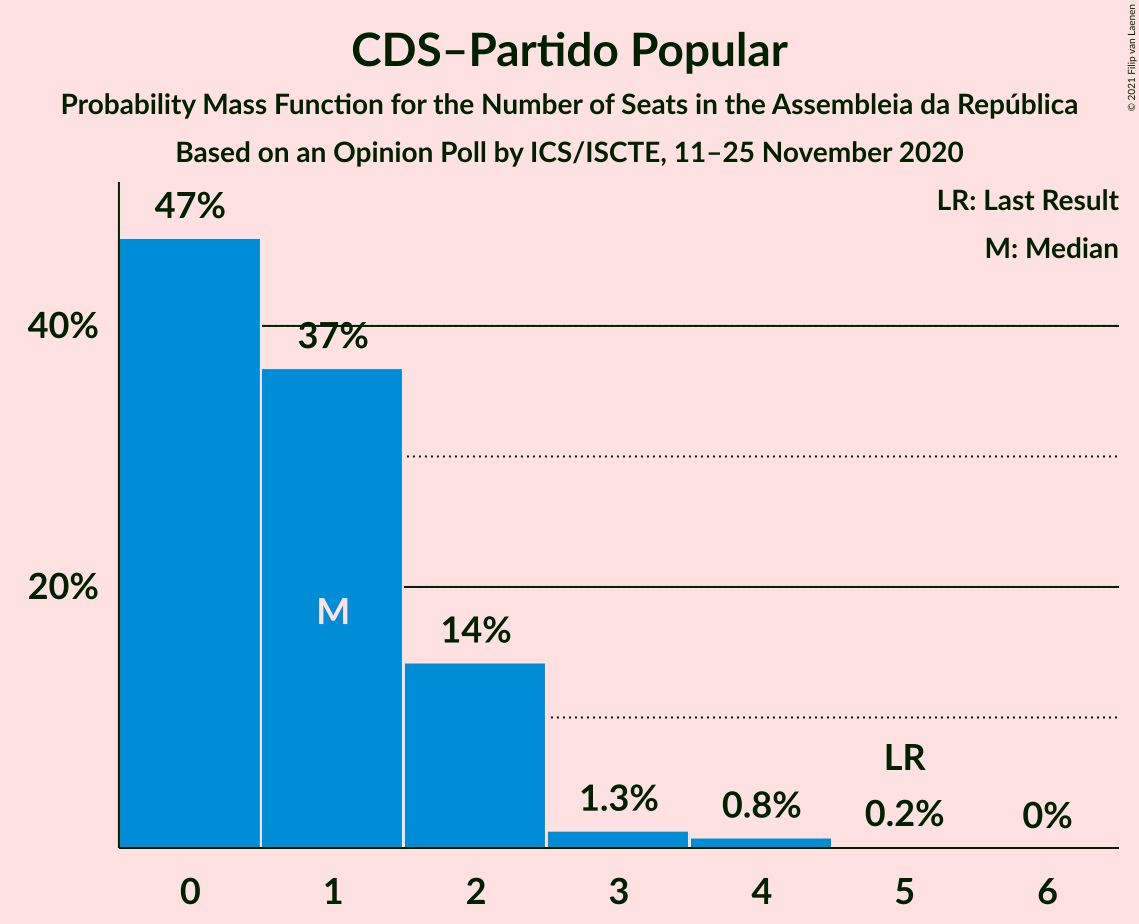 CDS–Partido Popular
Probability Mass Function for the Number of Seats in the Assembleia da República
Based on an Opinion Poll by ICS/ISCTE, 11–25 November 2020
© 2021 Filip van Laenen
LR: Last Result
M: Median
47%
40%
37%
20%
M
14%
LR
1.3%
0.8%
0.2%
0%
0 1 2 3 4 5 6